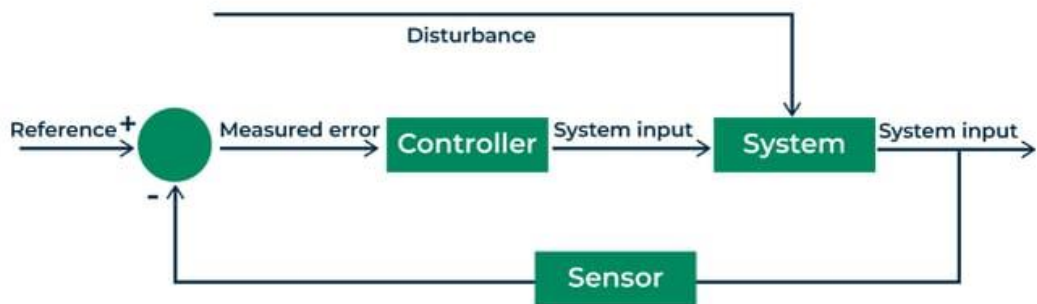 Disturbance
Reference
+
Measured error
Controller
System input
System
System input
-
Sensor